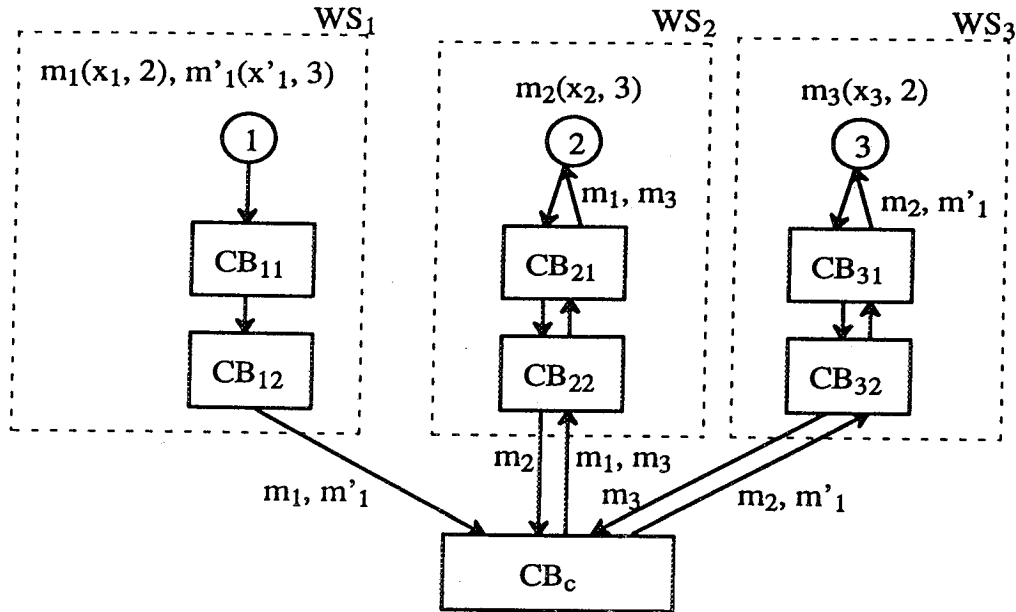 WS₁
WS₂
WS₃
m₁(x₁, 2), m'₁(x'₁, 3)
m₂(x₂, 3)
m₃(x₃, 2)
1
2
3
m₁, m₃
m₂, m'₁
CB₁₁
CB₂₁
CB₃₁
CB₁₂
CB₂₂
CB₃₂
m₂
m₁, m₃
m₁, m'₁
m₃
m₂, m'₁
CB_c